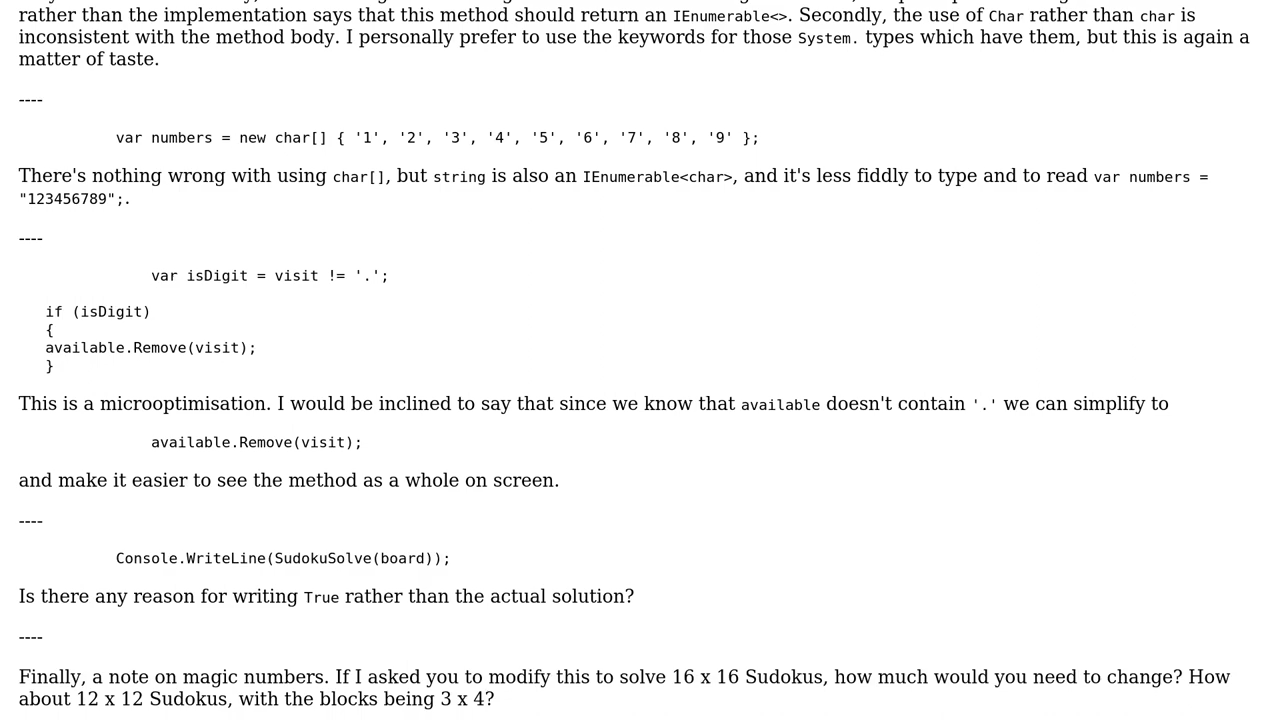 rather than the implementation says that this method should return an IEnumerable<>. Secondly, the use of Char rather than char is
inconsistent with the method body. I personally prefer to use the keywords for those System. types which have them, but this is again a
matter of taste.
----
var numbers = new char[] { '1', '2', '3', '4', '5', '6', '7', '8', '9' };
There's nothing wrong with using char[], but string is also an IEnumerable<char>, and it's less fiddly to type and to read var numbers =
"123456789";.
----
var isDigit = visit != '.';
if (isDigit)
{
available.Remove(visit);
}
This is a microoptimisation. I would be inclined to say that since we know that available doesn't contain '.' we can simplify to
available.Remove(visit);
and make it easier to see the method as a whole on screen.
----
Console.WriteLine(SudokuSolve(board));
Is there any reason for writing True rather than the actual solution?
----
Finally, a note on magic numbers. If I asked you to modify this to solve 16 x 16 Sudokus, how much would you need to change? How
about 12 x 12 Sudokus, with the blocks being 3 x 4?